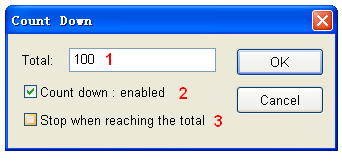 Count Down
Total: 100 1 OK
Count down : enabled 2 Cancel
Stop when reaching the total 3